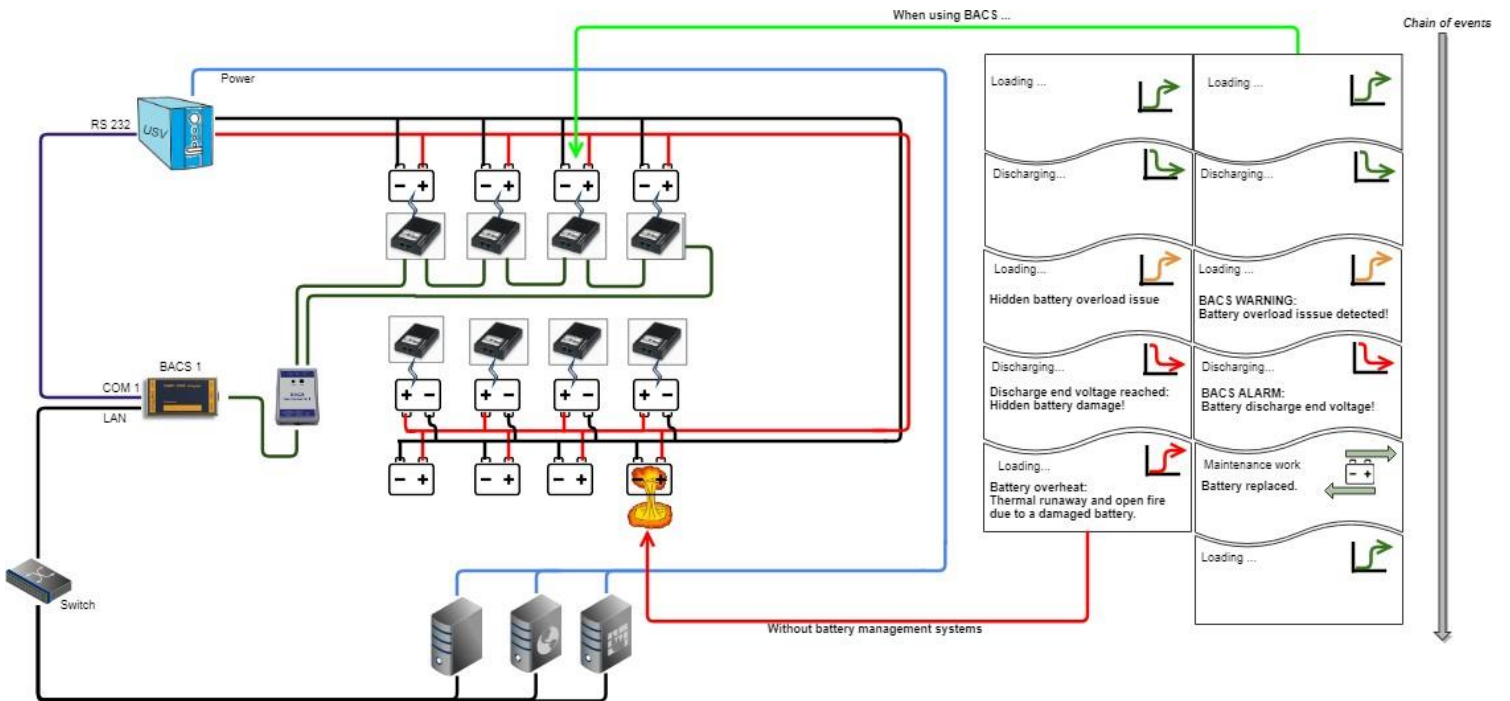 When using BACS ...
Chain of events
Power
RS 232
USV
BACS 1
COM 1
LAN
BACS
Switch
Without battery management systems
Loading ...
Discharging...
Loading...
Hidden battery overload issue
Discharging...
Discharge end voltage reached:
Hidden battery damage!
Loading...
Battery overheat:
Thermal runaway and open fire
due to a damaged battery.
Loading ...
Discharging...
Loading ...
BACS WARNING:
Battery overload isssue detected!
Discharging...
BACS ALARM:
Battery discharge end voltage!
Maintenance work
Battery replaced.
Loading ...